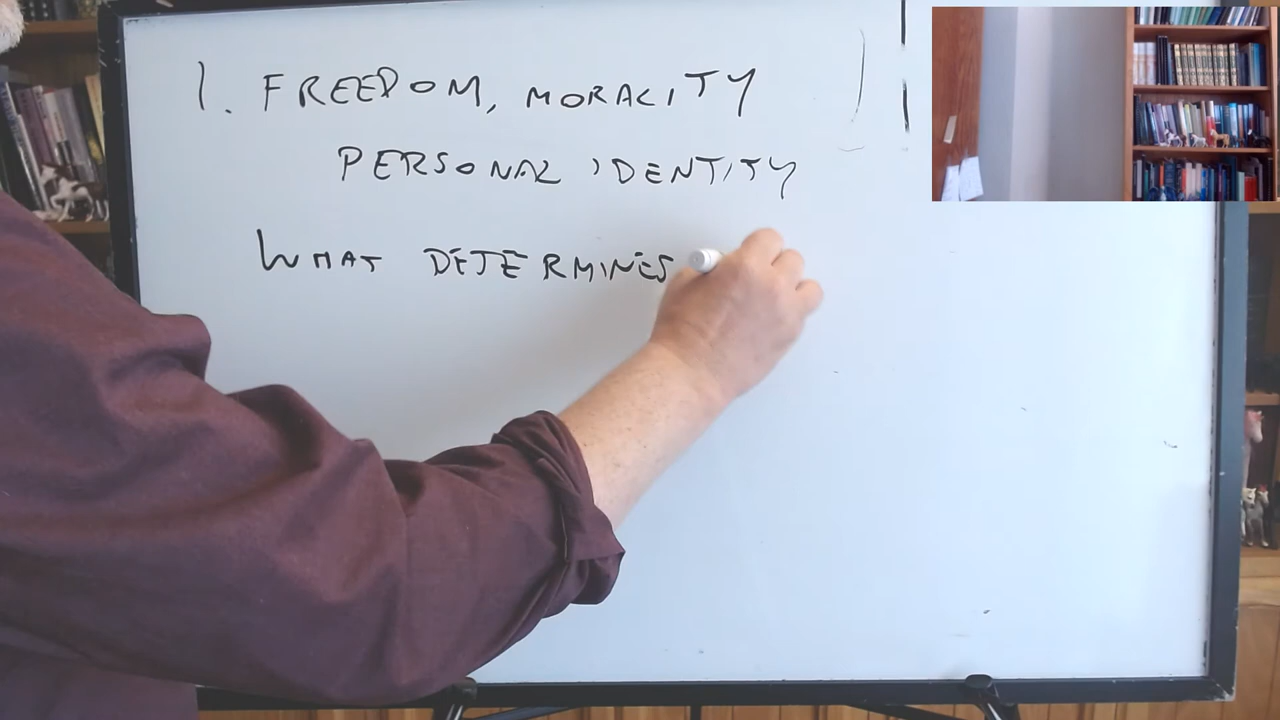 1. FREEDOM, MORALITY
PERSONAL IDENTITY
WHAT DETERMINES